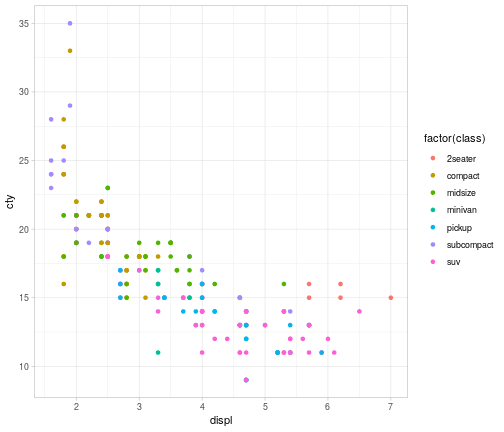 35
30
25
20
15
10
cty
2 3 4 5 6 7
displ
factor(class)
2seater
compact
midsize
minivan
pickup
subcompact
suv